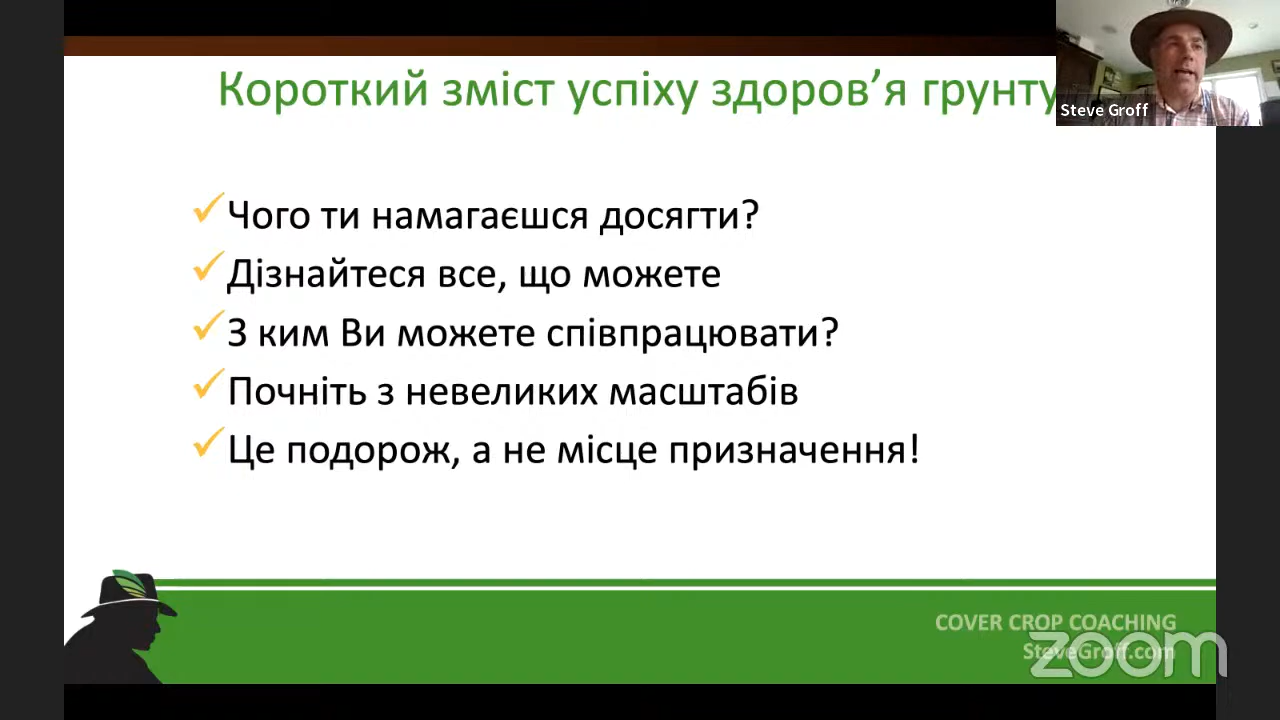 Короткий зміст успіху здоров’я грунту
Steve Groff
Чого ти намагаєшся досягти?
Дізнайтеся все, що можете
З ким Ви можете співпрацювати?
Почніть з невеликих масштабів
Це подорож, а не місце призначення!
COVER CROP COACHING
SteveGroff.com
zoom